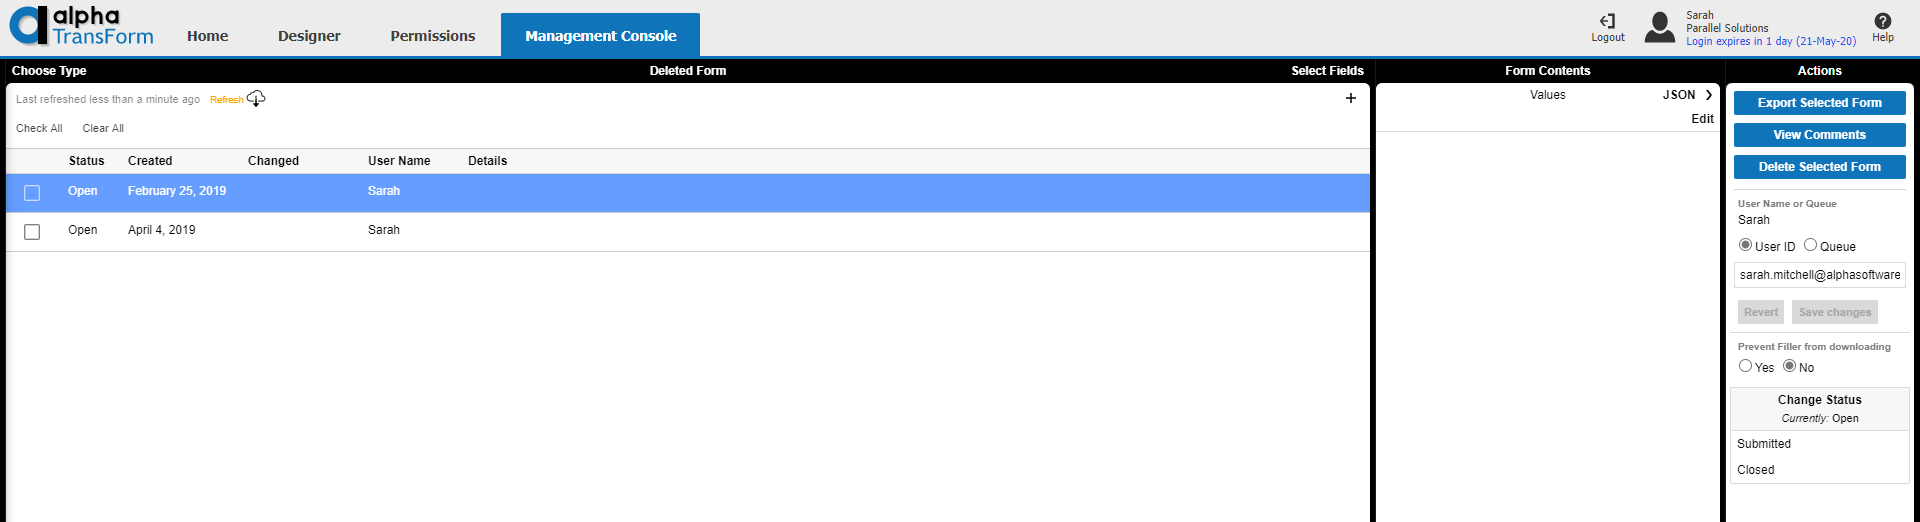 alpha
TransForm
Home
Designer
Permissions
Management Console
Logout
Sarah
Parallel Solutions
Login expires in 1 day (21-May-20)
Help
Choose Type
Deleted Form
Select Fields
Form Contents
Actions
Last refreshed less than a minute ago Refresh
+
Check All Clear All
Status Created Changed User Name Details
Open February 25, 2019 Sarah
Open April 4, 2019 Sarah
Values JSON
Edit
Export Selected Form
View Comments
Delete Selected Form
User Name or Queue
Sarah
User ID Queue
sarah.mitchell@alphasoftware
Revert Save changes
Prevent Filler from downloading
Yes No
Change Status
Currently: Open
Submitted
Closed